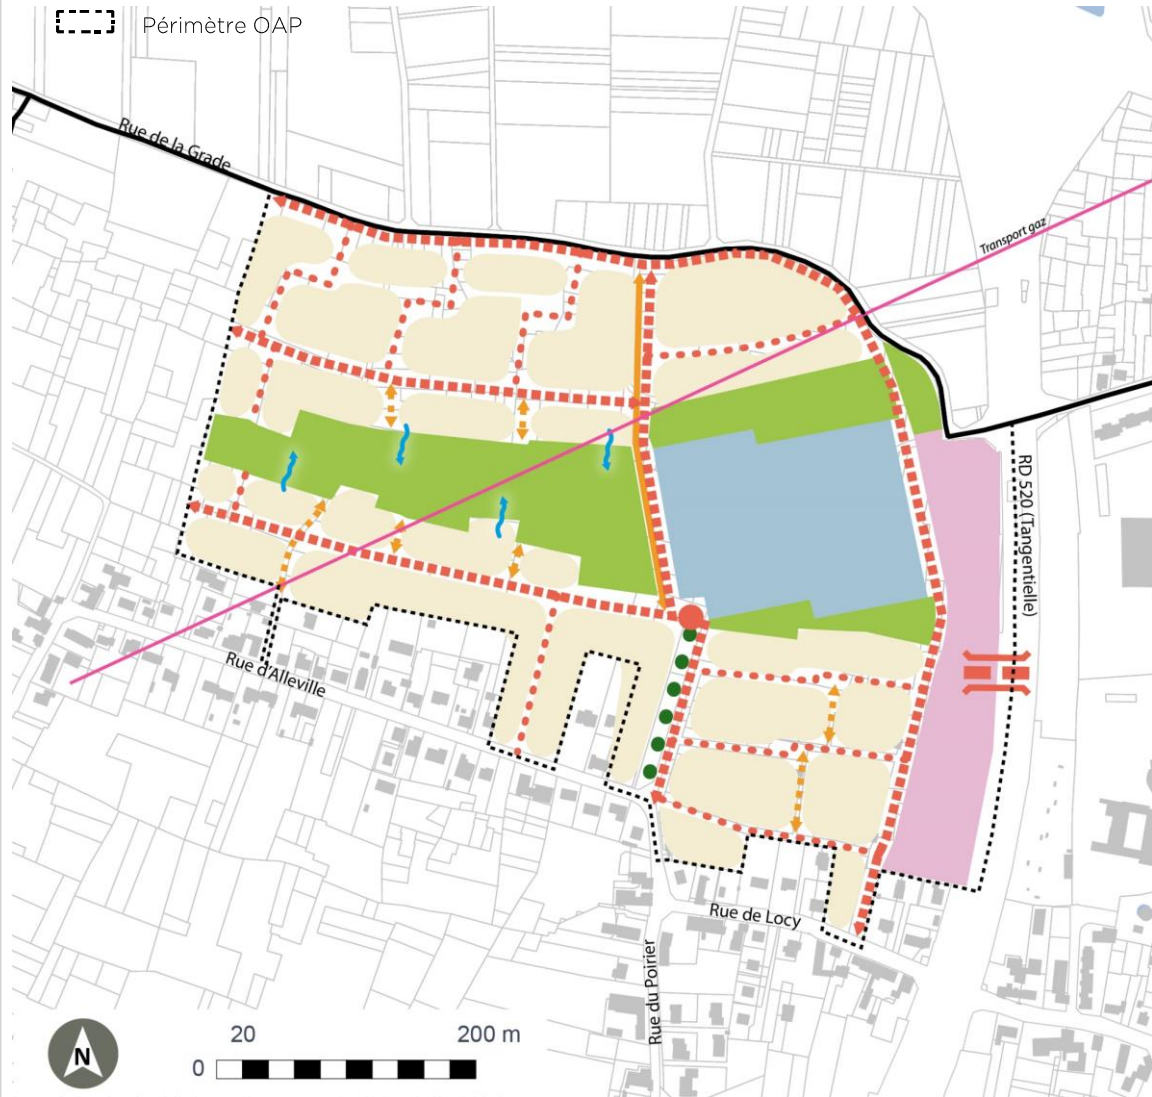 Périmètre OAP
Rue de la Grade
Transport gaz
RD 520 (Tangentielle)
Rue d'Alleville
Rue de Locy
Rue du Poirier
N
20
200 m
0